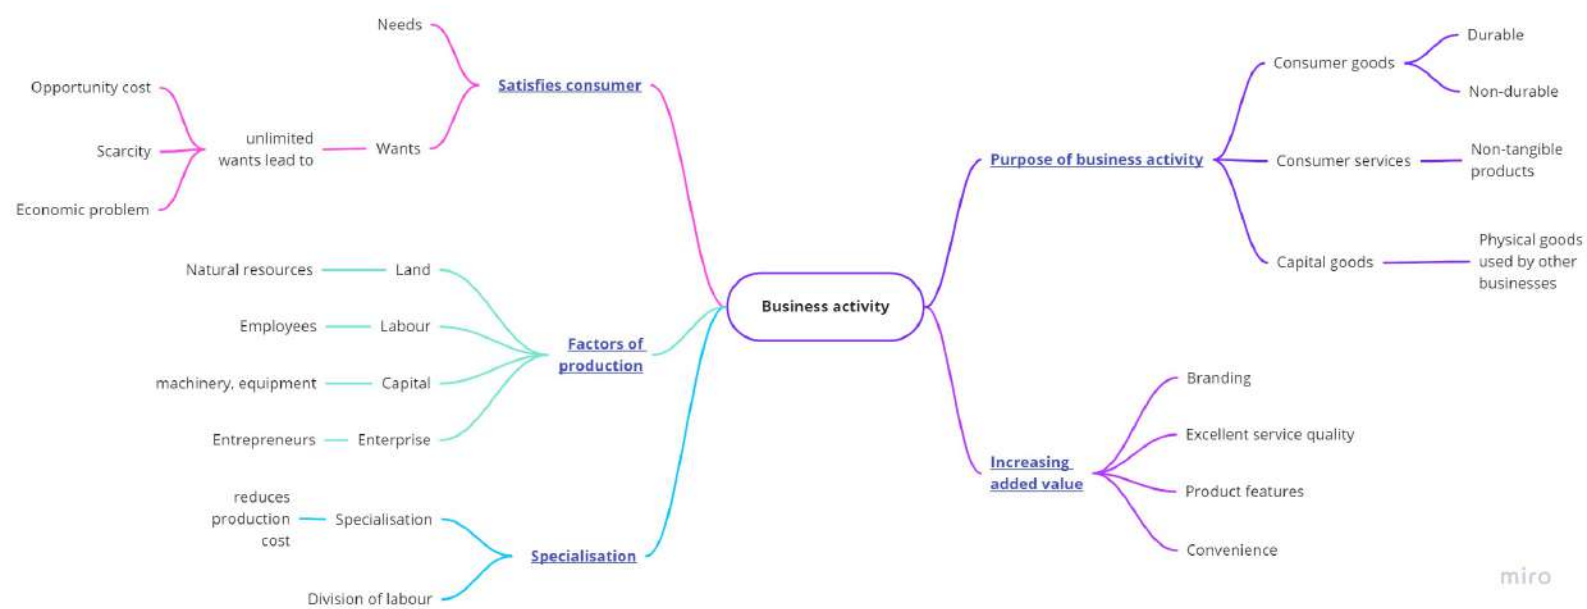 Needs
Satisfies consumer
Opportunity cost
Scarcity
unlimited
wants lead to
Wants
Economic problem
Natural resources
Land
Employees
Labour
Factors of
production
machinery, equipment
Capital
Entrepreneurs
Enterprise
reduces
production
cost
Specialisation
Specialisation
Division of labour
Business activity
Durable
Consumer goods
Non-durable
Purpose of business activity
Consumer services
Non-tangible
products
Capital goods
Physical goods
used by other
businesses
Branding
Excellent service quality
Increasing
added value
Product features
Convenience
miro